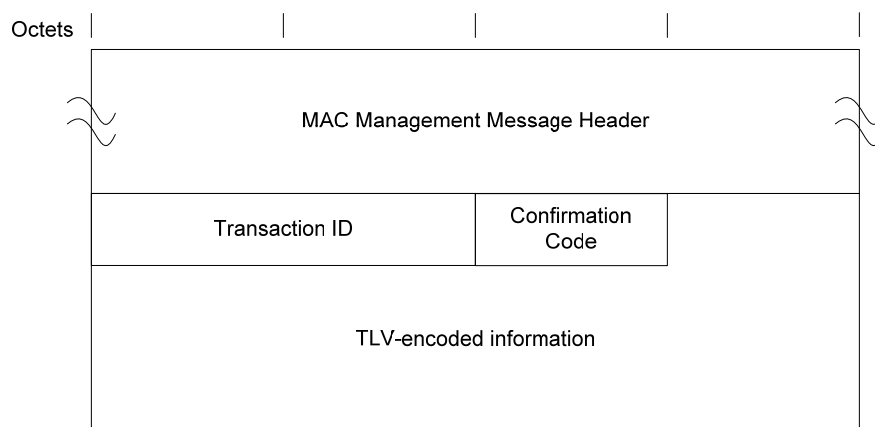 Octets
MAC Management Message Header
Transaction ID
Confirmation
Code
TLV-encoded information